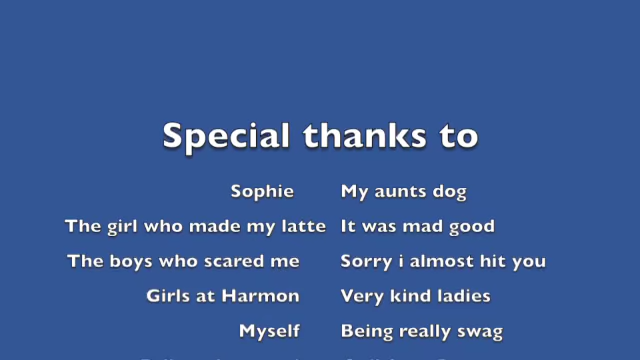 Special thanks to
Sophie My aunts dog
The girl who made my latte It was mad good
The boys who scared me Sorry i almost hit you
Girls at Harmon Very kind ladies
Myself Being really swag